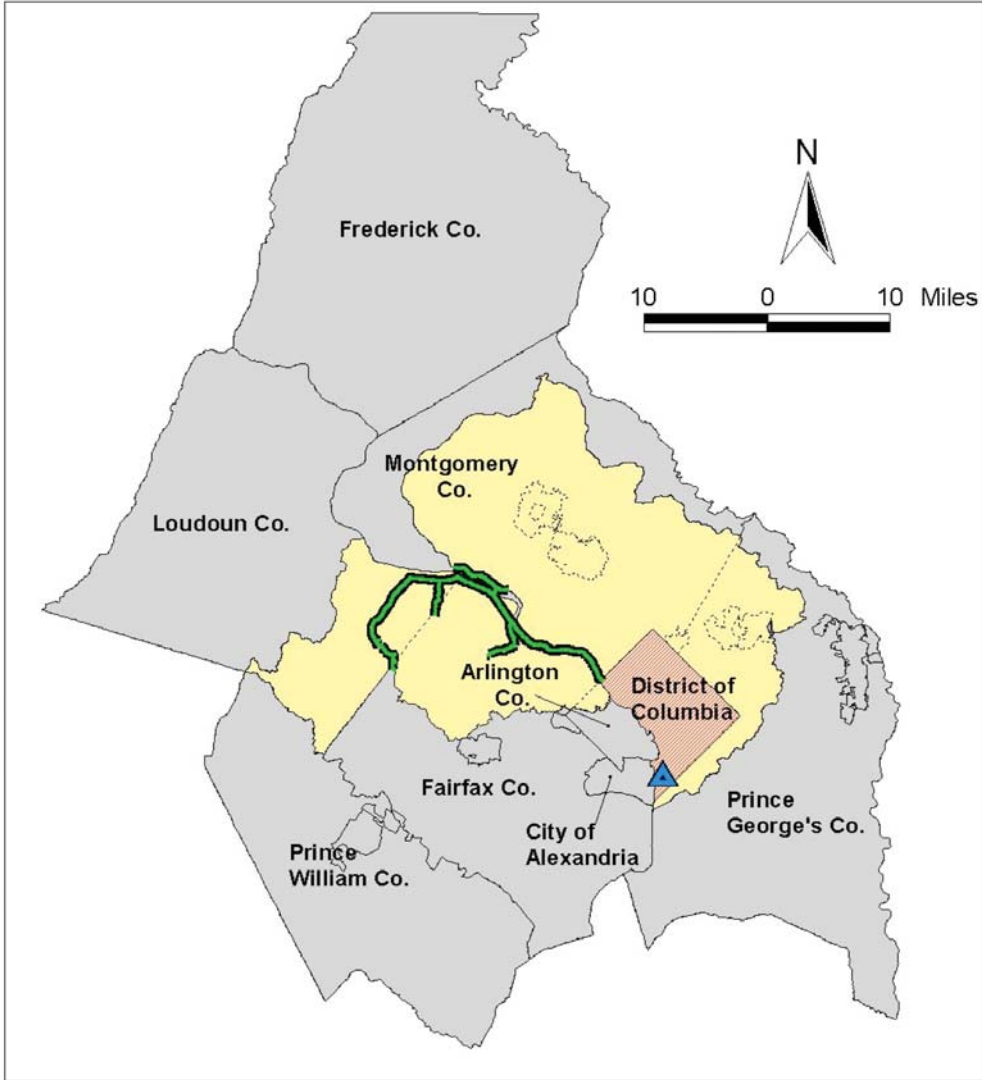 N
Frederick Co.
10 0 10 Miles
Montgomery
Co.
Loudoun Co.
Arlington
Co.
District of
Columbia
Fairfax Co.
Prince
George's Co.
City of
Alexandria
Prince
William Co.